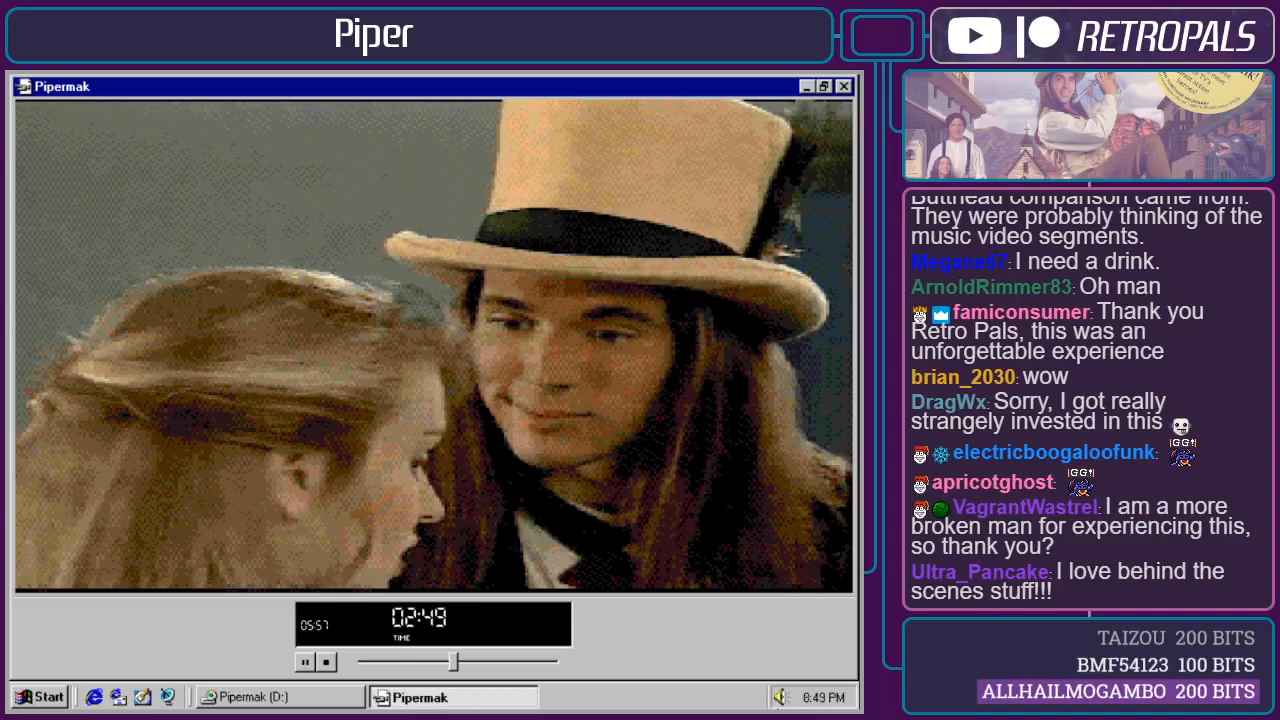 Piper
RETROPALS
Pipermak
Butthead comparison came from.
They were probably thinking of the
music video segments.
Megane67: I need a drink.
ArnoldRimmer83: Oh man
famiconsumer: Thank you
Retro Pals, this was an
unforgettable experience
brian_2030: wow
DragWx: Sorry, I got really
strangely invested in this
GG!
electricboogaloofunk:
GG!
apricotghost:
VagrantWastrel: I am a more
broken man for experiencing this,
so thank you?
Ultra_Pancake: I love behind the
scenes stuff!!!
05:57
02:49
TIME
TAIZOU 200 BITS
BMF54123 100 BITS
ALLHAILMOGAMBO 200 BITS
Start
Pipermak (D:)
Pipermak
8:49 PM